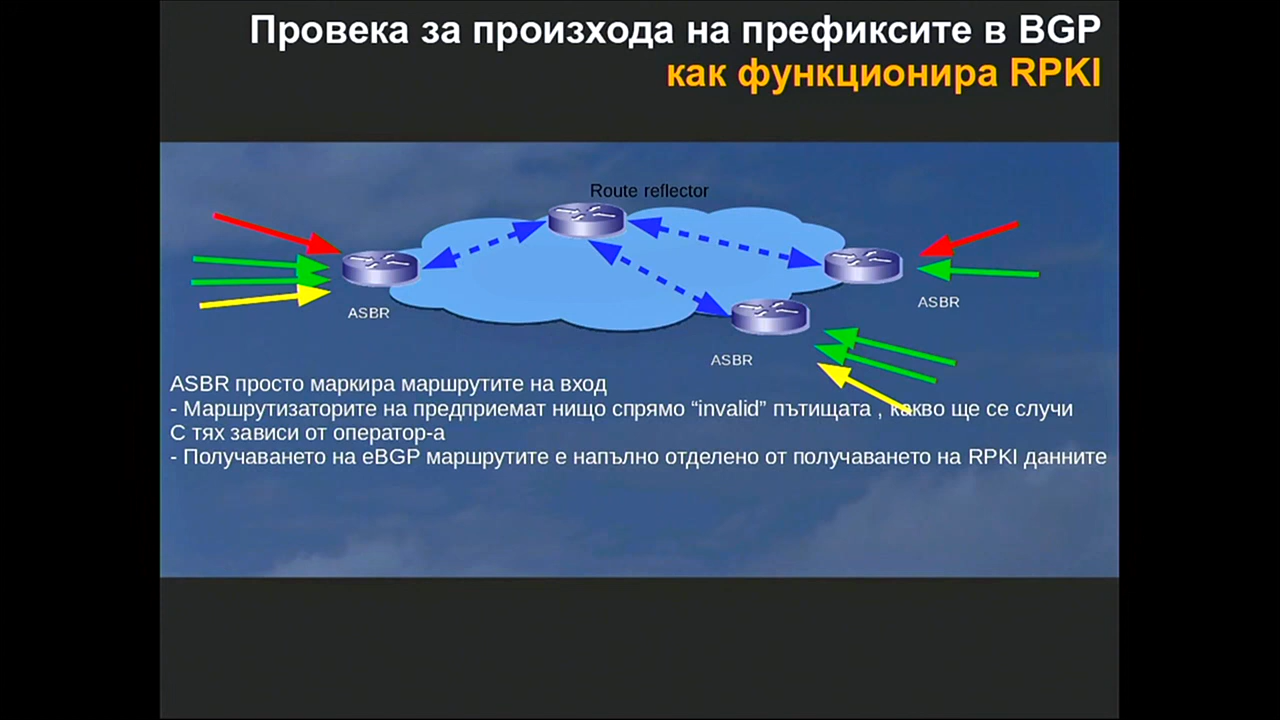 Провека за произхода на префиксите в BGP
как функционира RPKI
Route reflector
ASBR
ASBR
ASBR
ASBR просто маркира маршрутите на вход
- Маршрутизаторите на предприемат нищо спрямо “invalid” пътищата , какво ще се случи
С тях зависи от оператор-а
- Получаването на eBGP маршрутите е напълно отделено от получаването на RPKI данните